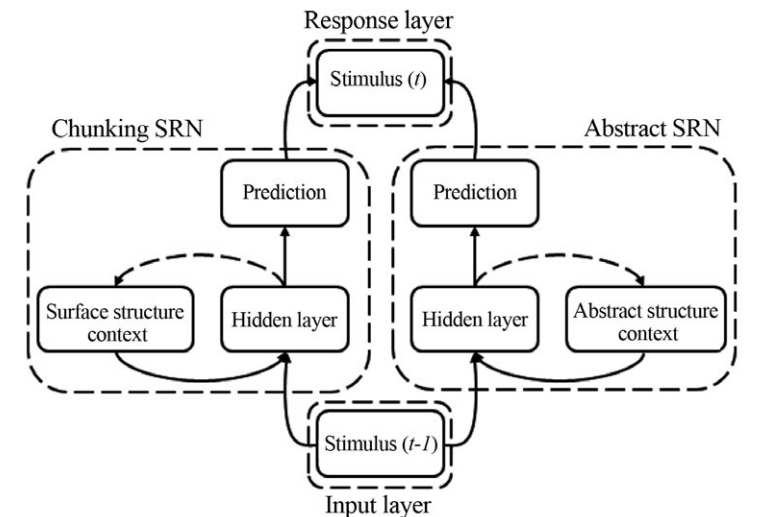 Response layer
Stimulus (t)
Chunking SRN
Abstract SRN
Prediction
Prediction
Surface structure
context
Hidden layer
Hidden layer
Abstract structure
context
Stimulus (t-1)
Input layer